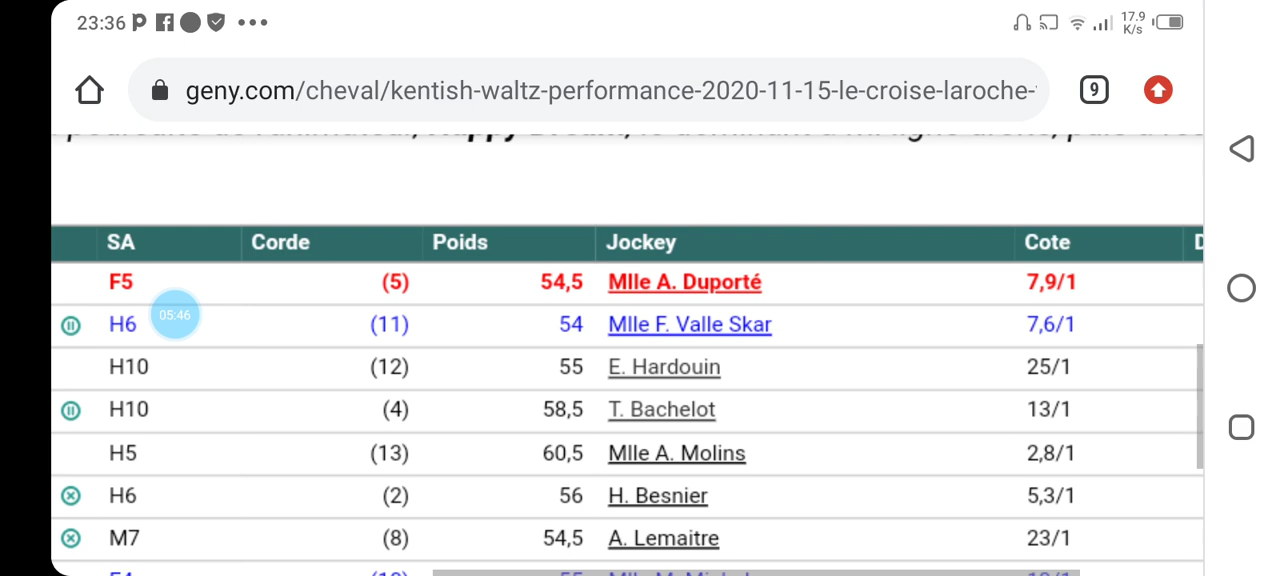 23:36
17.9 K/s
geny.com/cheval/kentish-waltz-performance-2020-11-15-le-croise-laroche-
9
SA Corde Poids Jockey Cote
F5 (5) 54,5 Mlle A. Duporté 7,9/1
05:46
H6 (11) 54 Mlle F. Valle Skar 7,6/1
H10 (12) 55 E. Hardouin 25/1
H10 (4) 58,5 T. Bachelot 13/1
H5 (13) 60,5 Mlle A. Molins 2,8/1
H6 (2) 56 H. Besnier 5,3/1
M7 (8) 54,5 A. Lemaitre 23/1